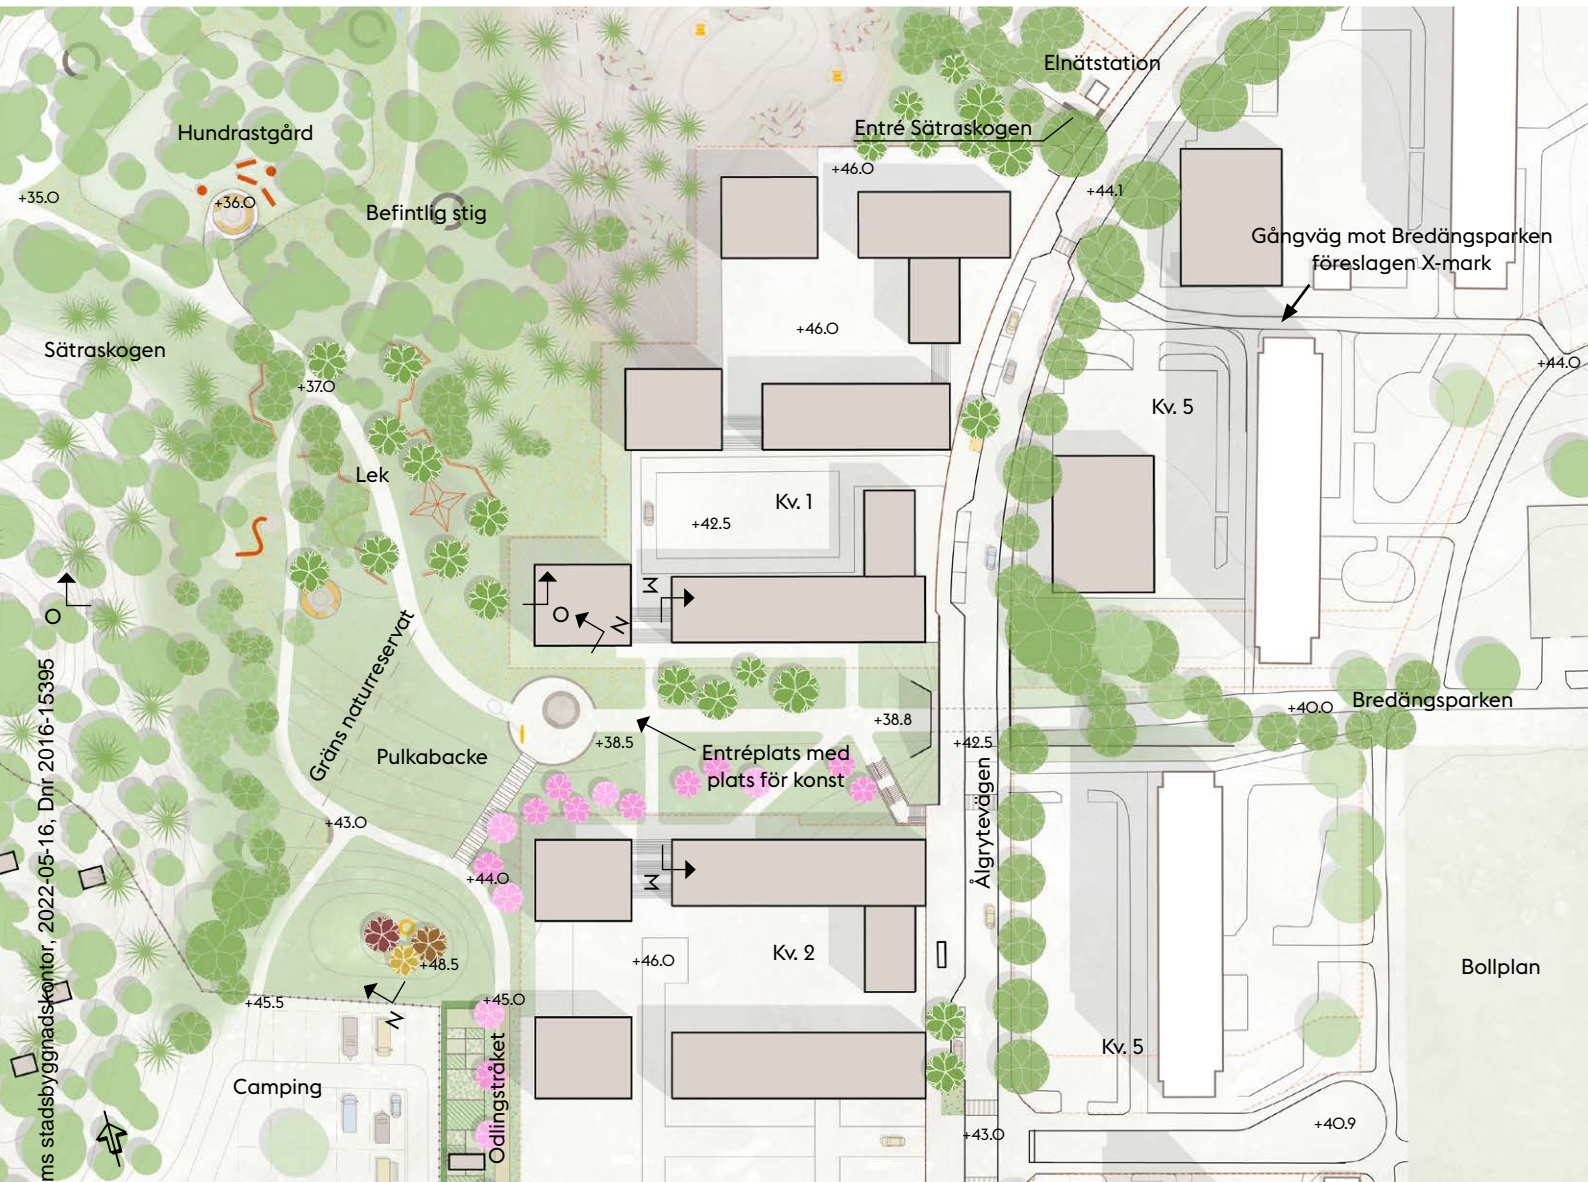 Elnätstation
Hundrastgård
Entré Sätraskogen
+46.0
+35.0
+36.0
+44.1
Befintlig stig
Gångväg mot Bredängsparken
föreslagen X-mark
+46.0
Sätraskogen
+44.0
+37.0
Kv. 5
Lek
Kv. 1
+42.5
M
O
O
N
Gräns naturreservat
Bredängsparken
+40.0
+38.8
+38.5
+42.5
Entréplats med
plats för konst
Pulkabacke
+43.0
Ålgrytevägen
+44.0
M
Kv. 2
+46.0
+48.5
Bollplan
+45.5
+45.0
N
Kv. 5
Camping
Odlingstråket
+43.0
+40.9
ms stadsbyggnadskontor, 2022-05-16, Dnr 2016-15395